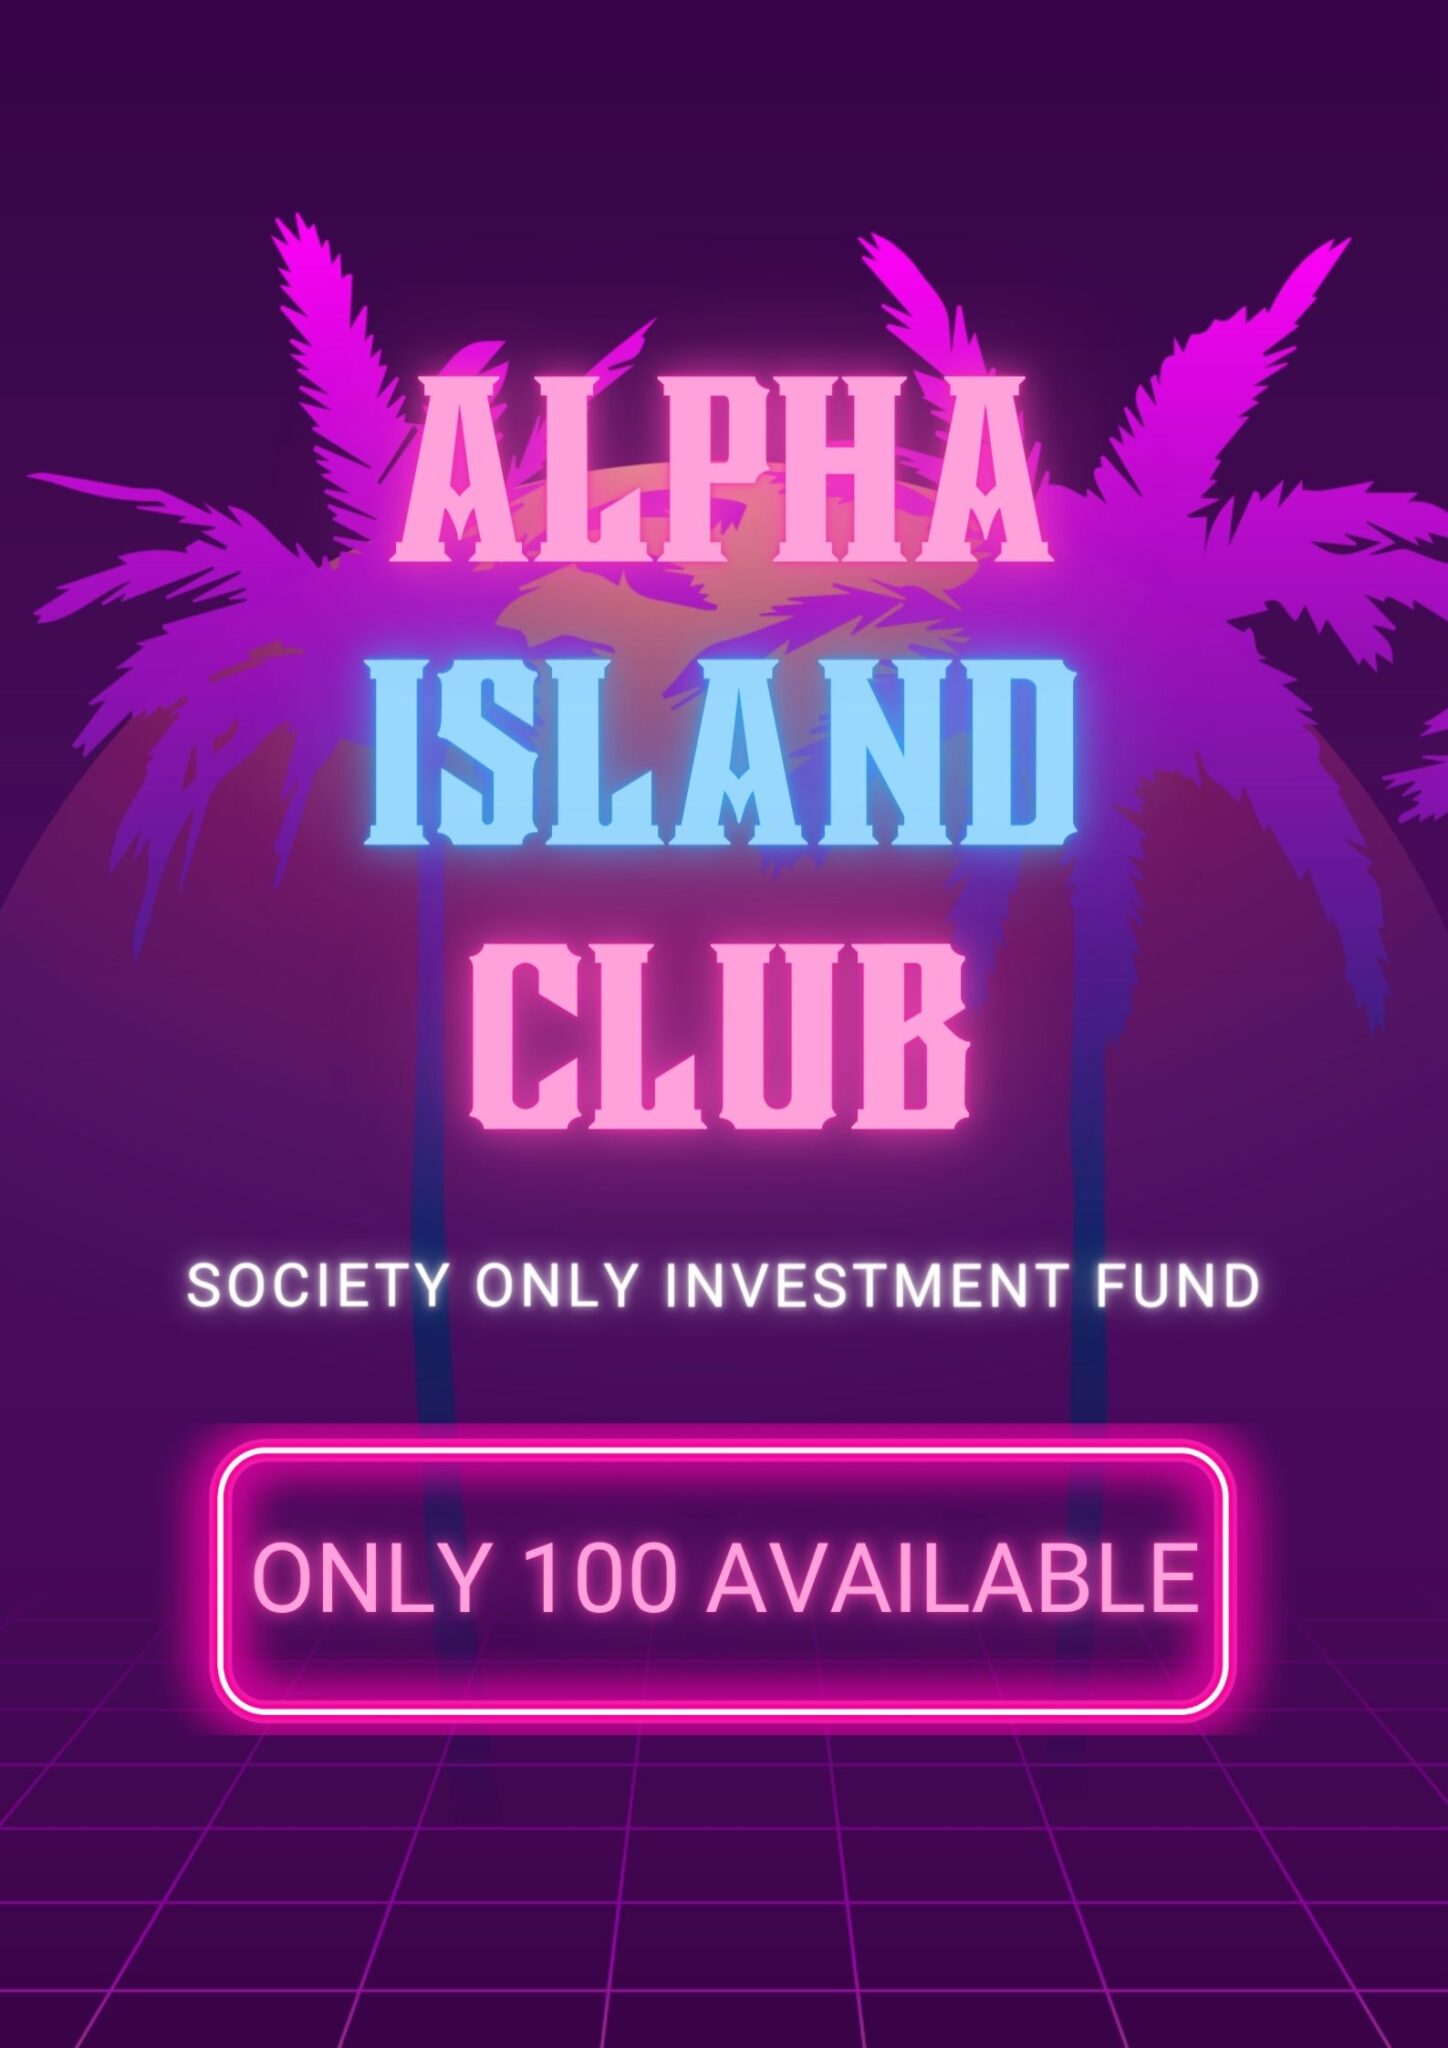 ALPHA
ISLAND
CLUB
SOCIETY ONLY INVESTMENT FUND
ONLY 100 AVAILABLE